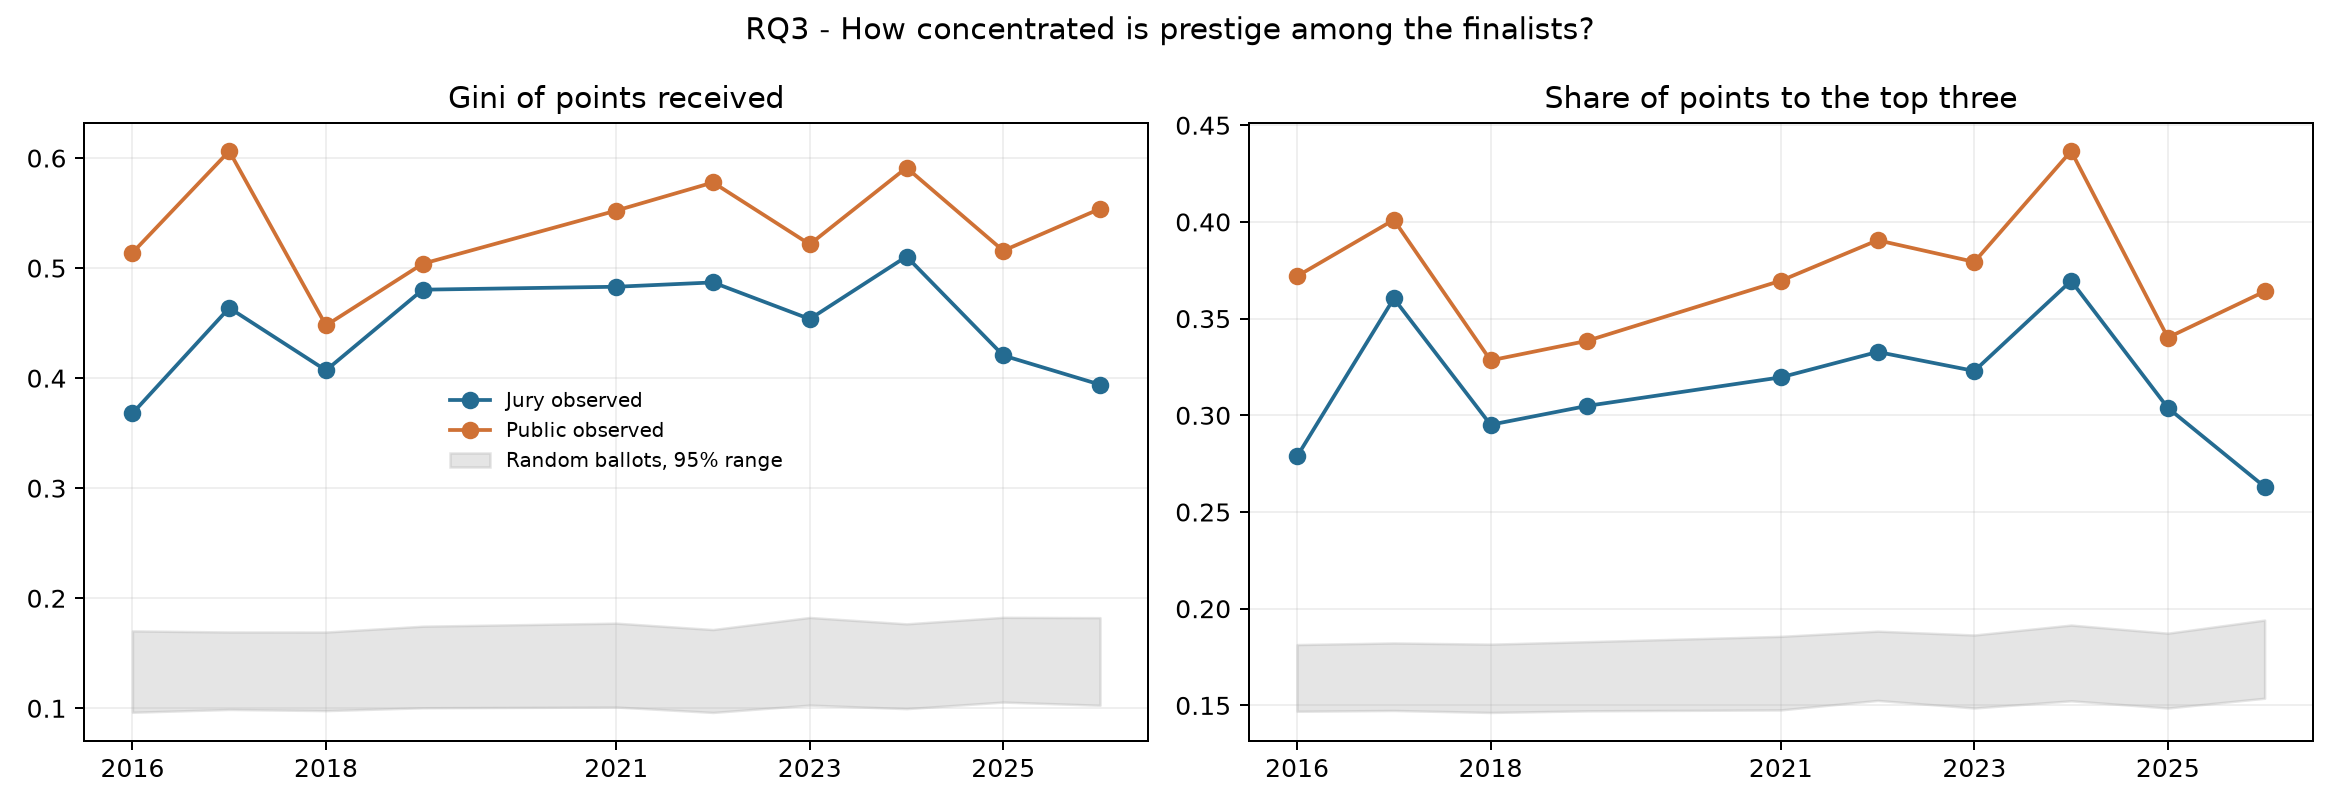 RQ3 - How concentrated is prestige among the finalists?
Gini of points received
0.6
0.5
0.4
0.3
0.2
0.1
Jury observed
Public observed
Random ballots, 95% range
2016 2018 2021 2023 2025
Share of points to the top three
0.45
0.40
0.35
0.30
0.25
0.20
0.15
2016 2018 2021 2023 2025